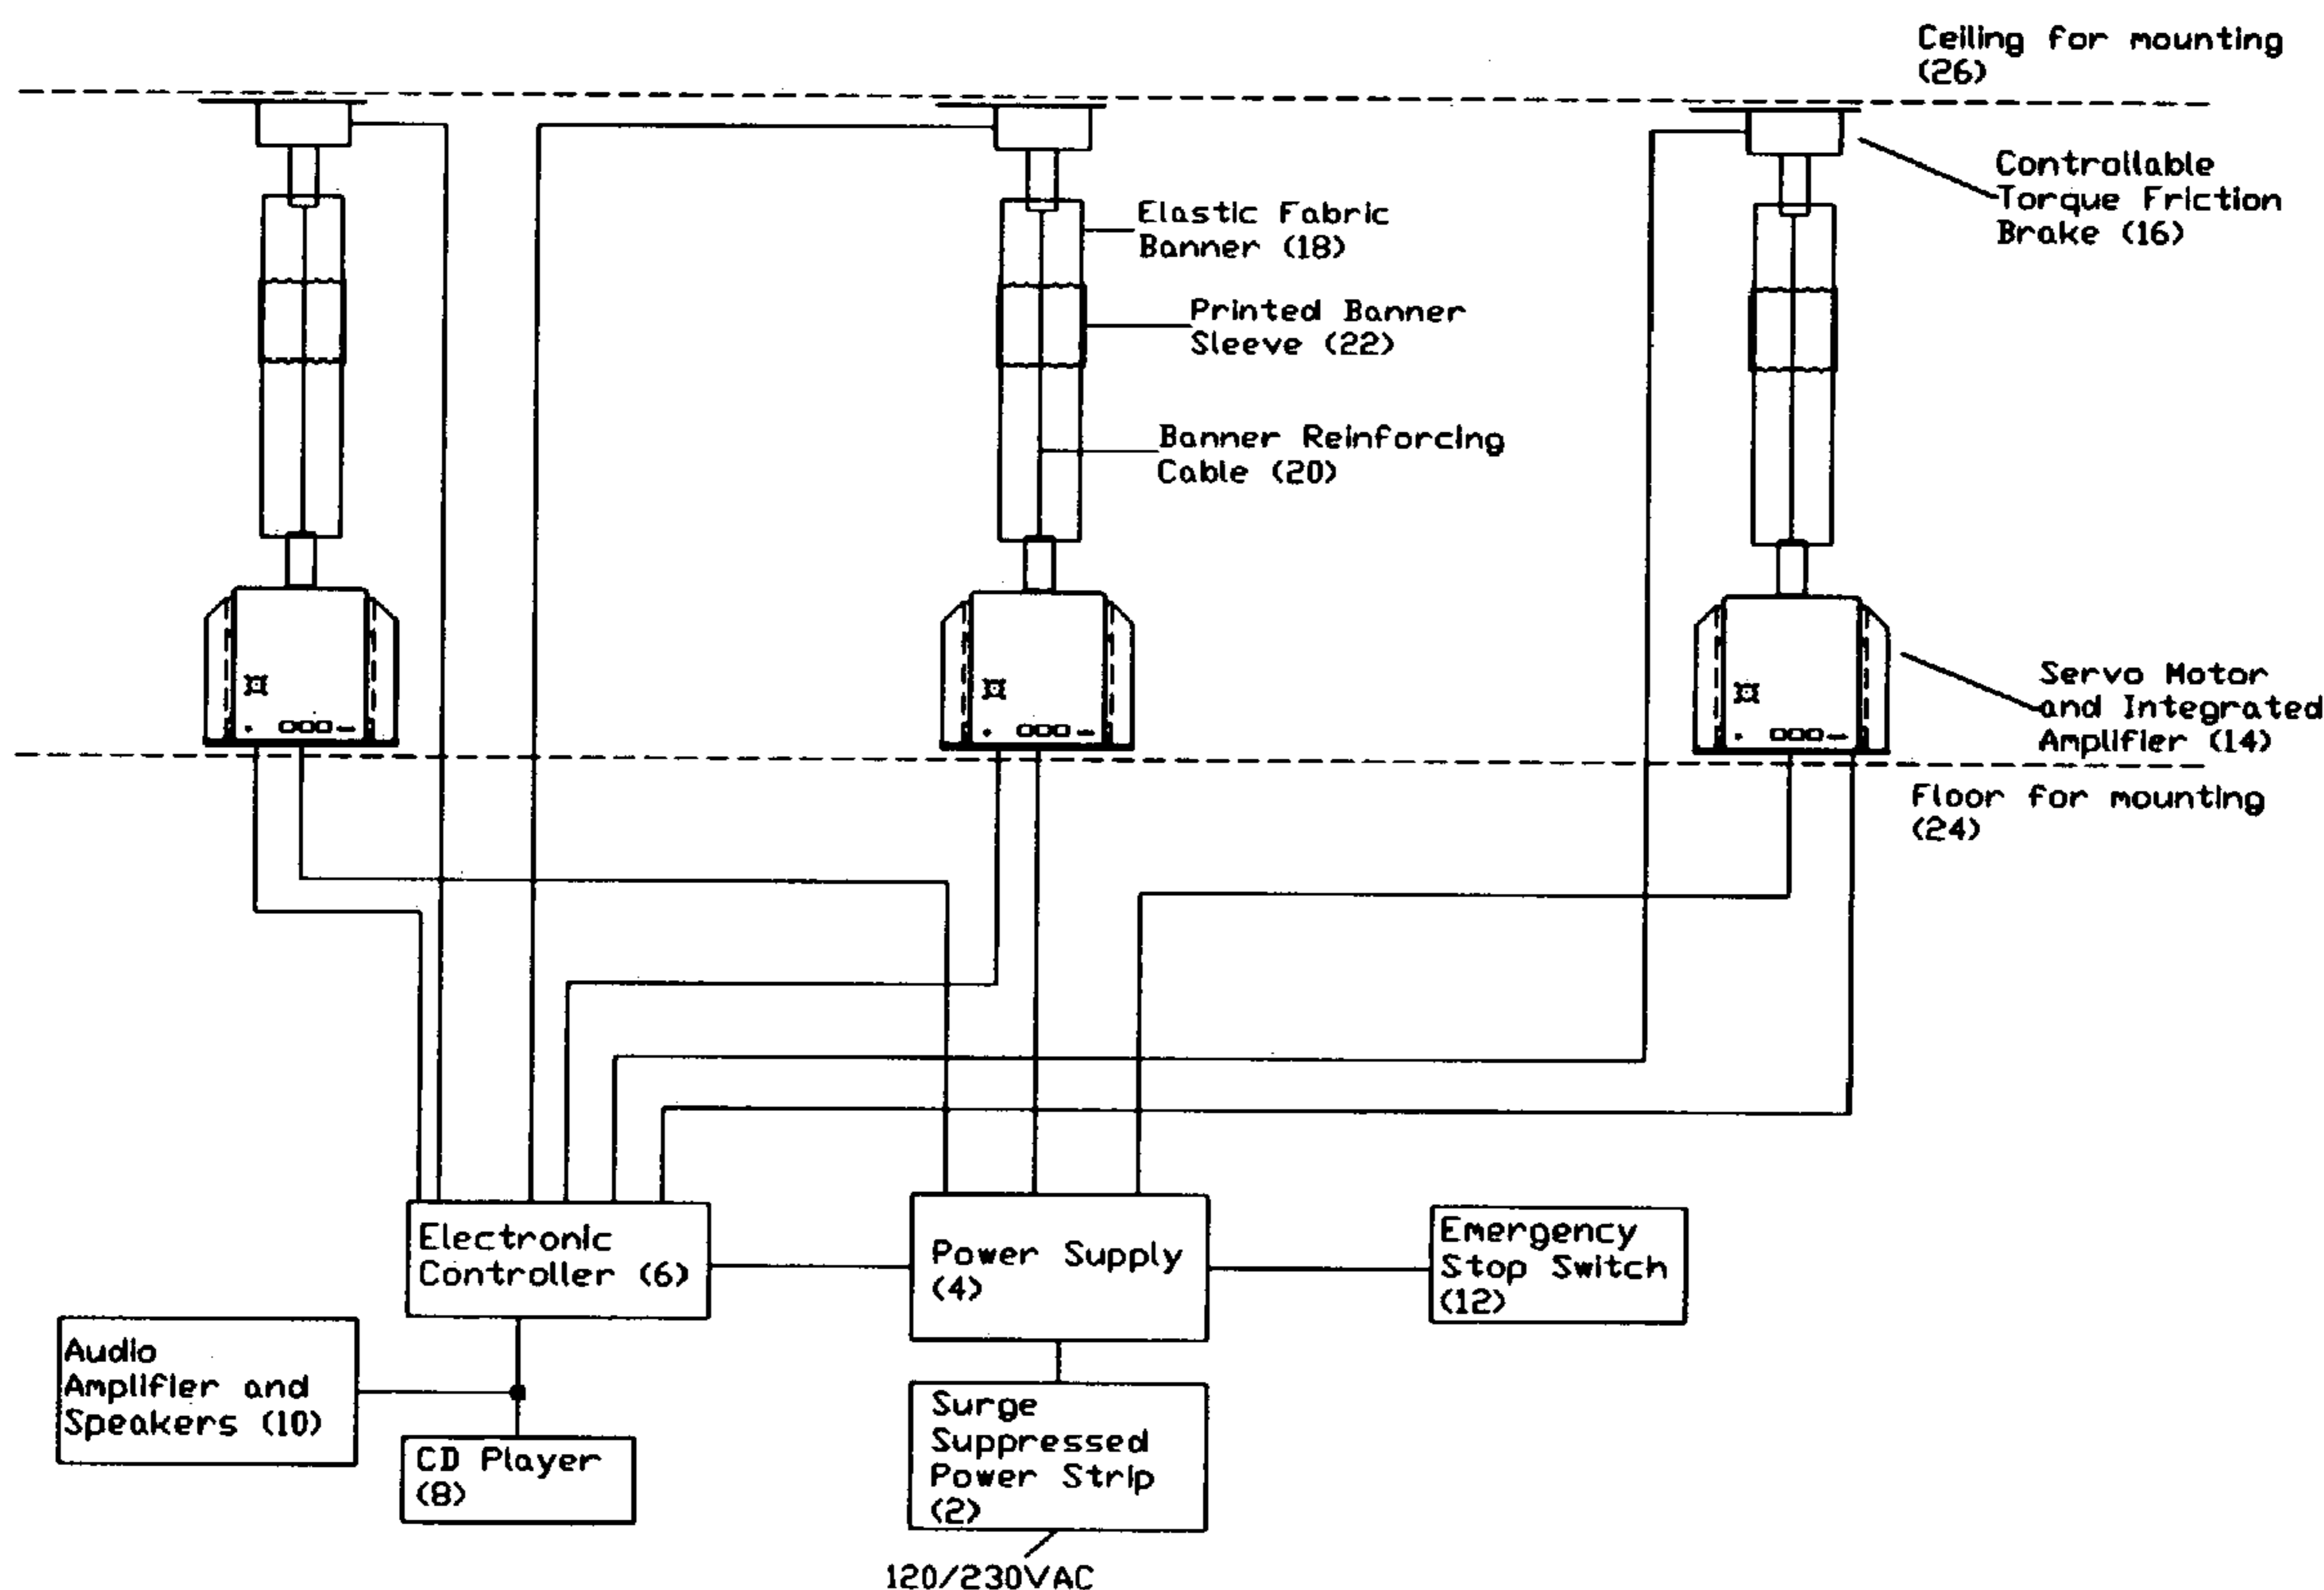 Ceiling for mounting
(26)
Controllable
Torque Friction
Brake (16)
Elastic Fabric
Banner (18)
Printed Banner
Sleeve (22)
Banner Reinforcing
Cable (20)
Servo Motor
and Integrated
Amplifier (14)
Floor for mounting
(24)
Electronic
Controller (6)
Power Supply
(4)
Emergency
Stop Switch
(12)
Audio
Amplifier and
Speakers (10)
CD Player
(8)
Surge
Suppressed
Power Strip
(2)
120/230VAC